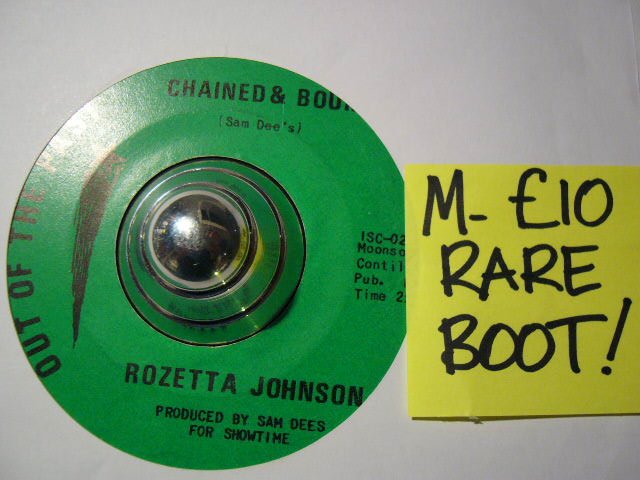 CHAINED & BOU
(Sam Dee's)
OUT OF THE
ISC-02
Moonso
Contil
Pub.
Time 2:
ROZETTA JOHNSON
PRODUCED BY SAM DEES
FOR SHOWTIME
M- £10
RARE
BOOT!